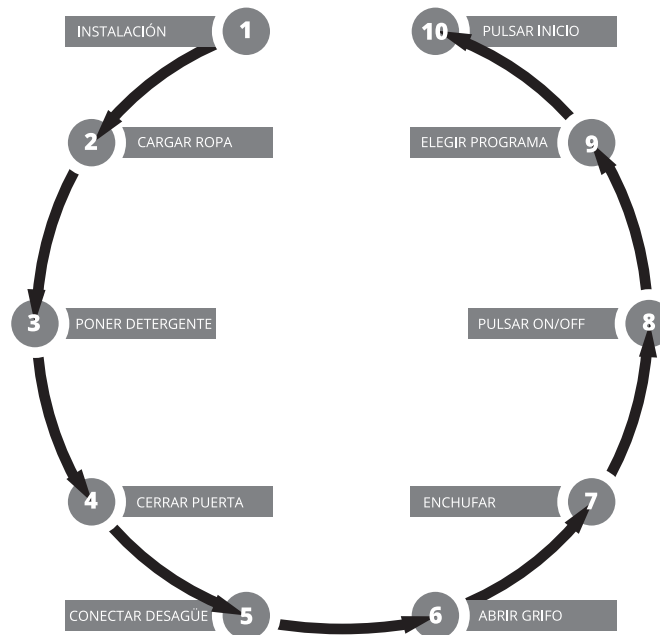 1 INSTALACIÓN
2 CARGAR ROPA
3 PONER DETERGENTE
4 CERRAR PUERTA
5 CONECTAR DESAGÜE
6 ABRIR GRIFO
7 ENCHUFAR
8 PULSAR ON/OFF
9 ELEGIR PROGRAMA
10 PULSAR INICIO